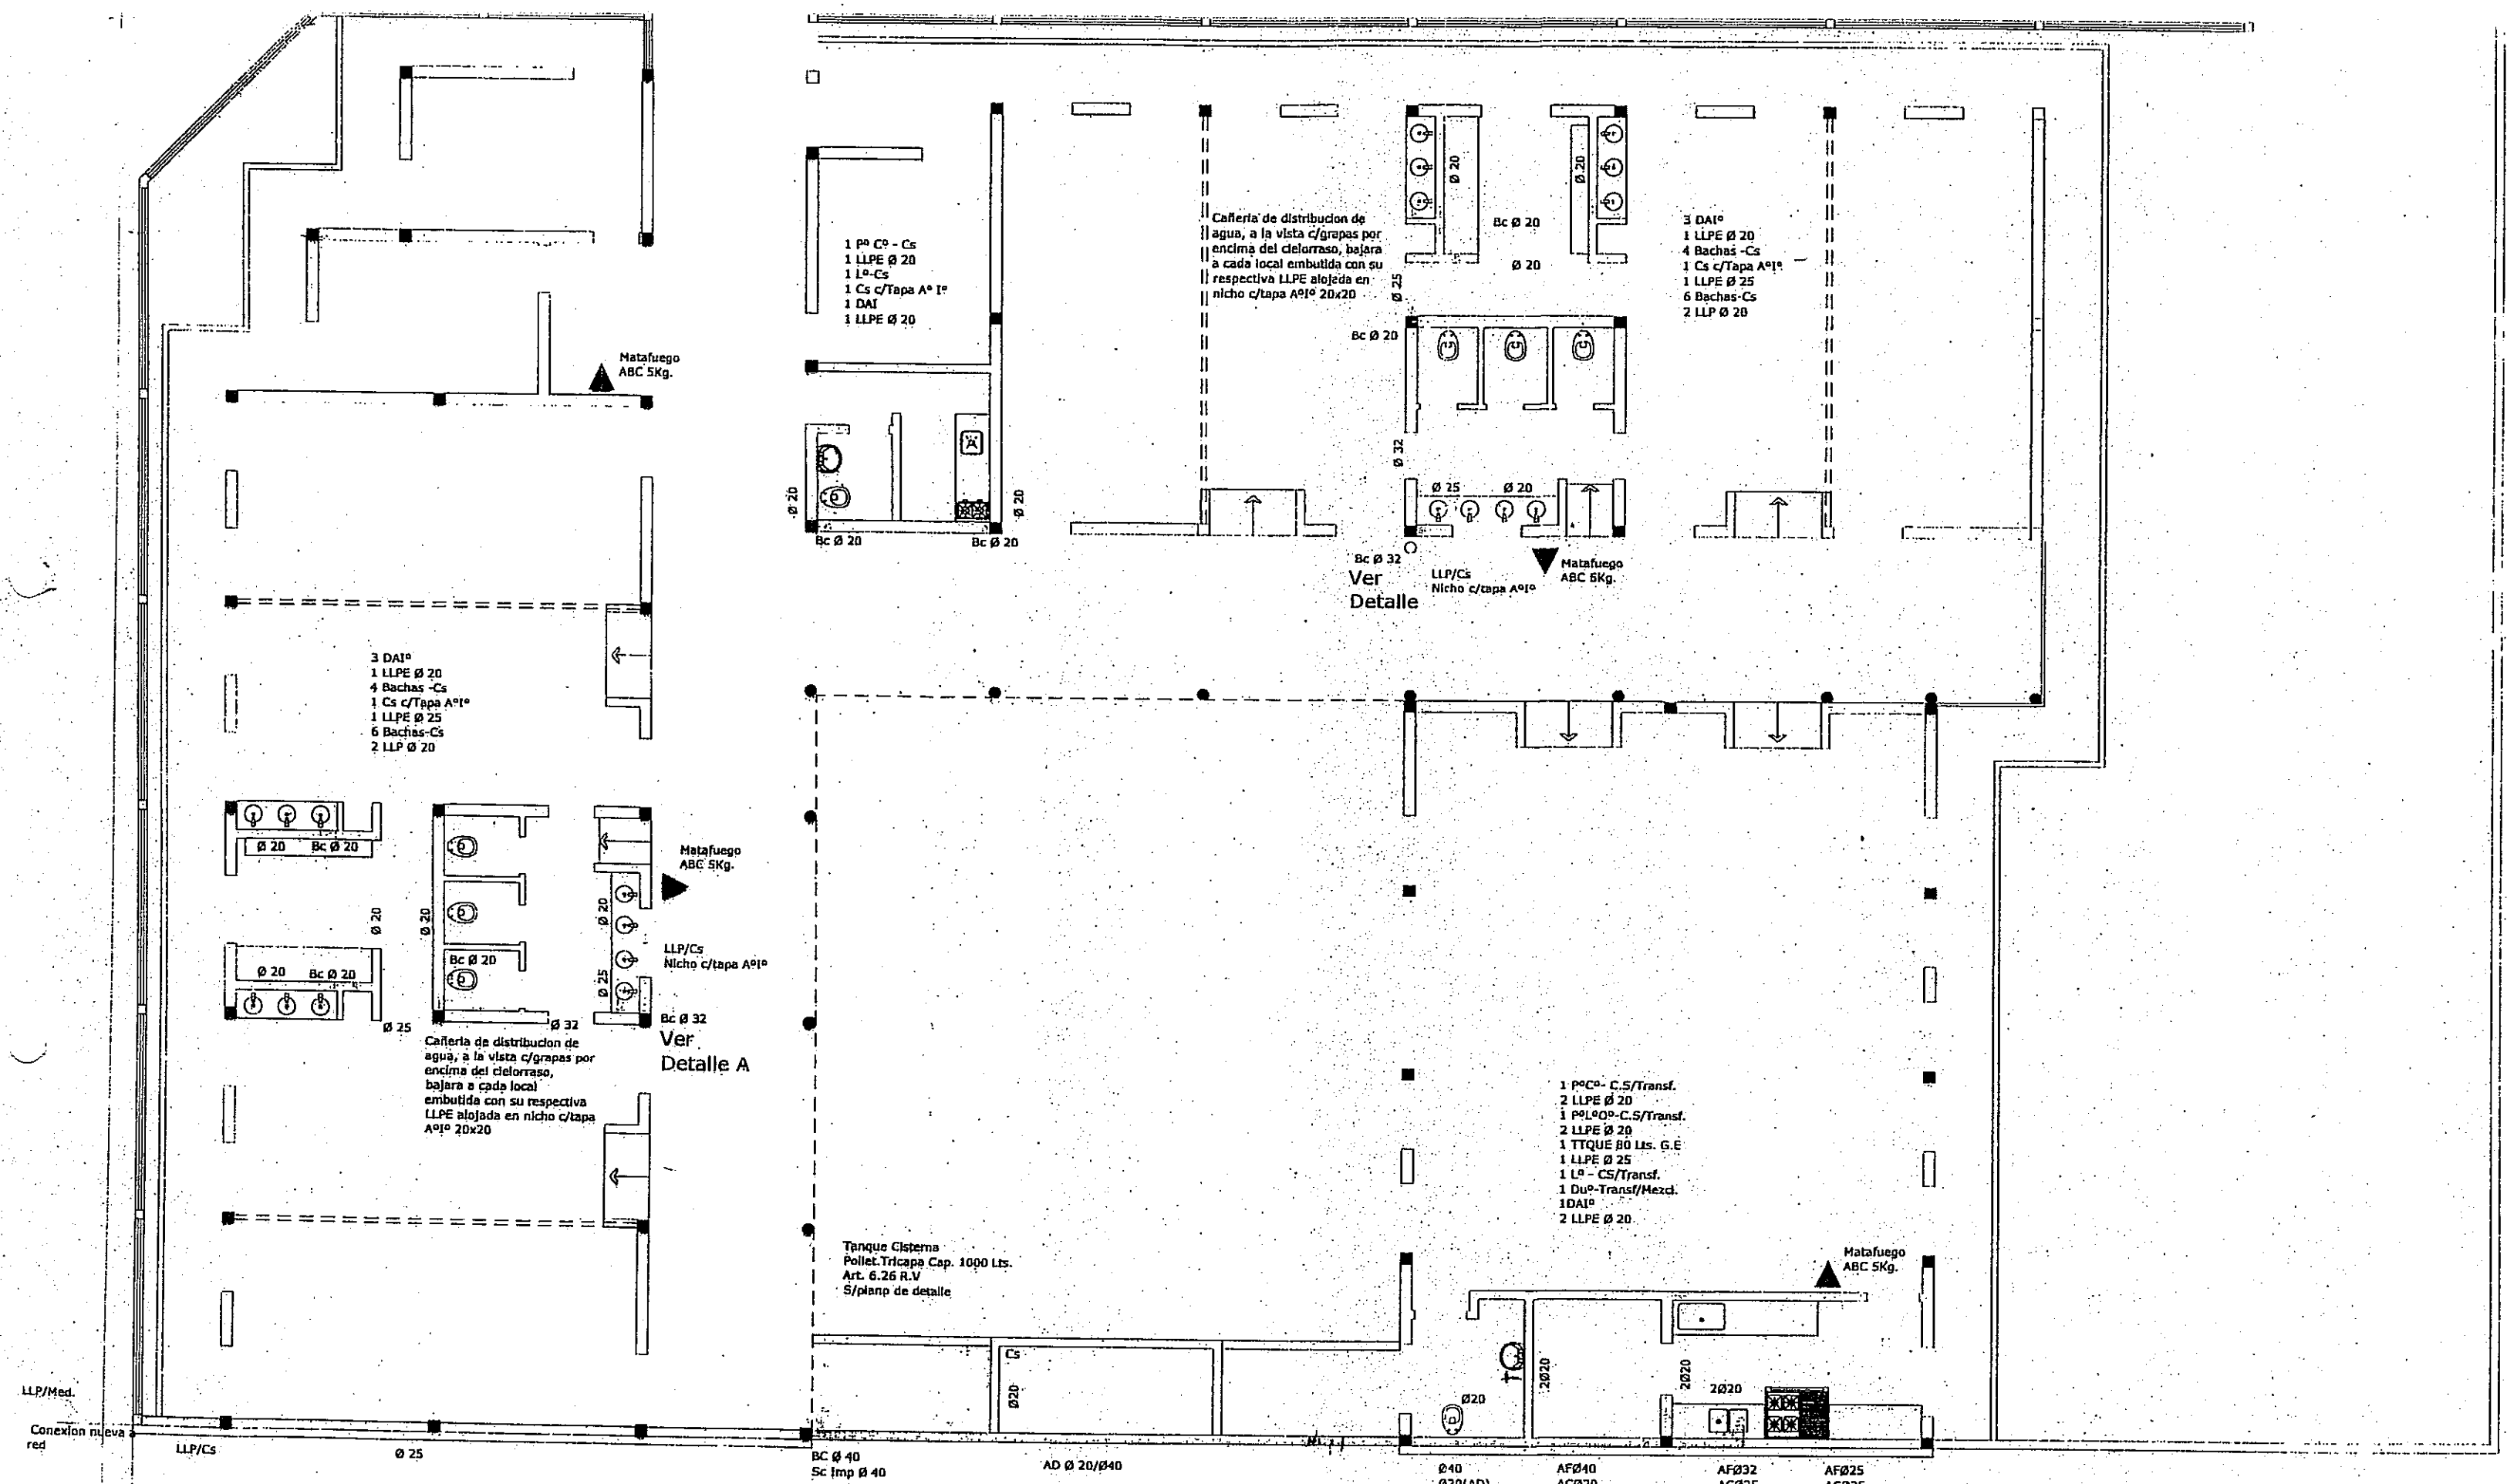 1 Pº Cº - Cs
1 LLPE Ø 20
1 Lº-Cs
1 Cs c/Tapa Aº Iº
1 DAI
1 LLPE Ø 20
Cañeria de distribucion de
agua, a la vista c/grapas por
encima del cielorraso, bajara
a cada local embutida con su
respectiva LLPE alojada en
nicho c/tapa AºIº 20x20
Ø 20
Ø 20
Bc Ø 20
Ø 20
Ø 25
Bc Ø 20
3 DAIº
1 LLPE Ø 20
4 Bachas -Cs
1 Cs c/Tapa AºIº
1 LLPE Ø 25
6 Bachas-Cs
2 LLP Ø 20
Matafuego
ABC 5Kg.
Ø 32
Ø 25
Ø 20
Ø 20
Ø 20
Bc Ø 20
Bc Ø 20
Bc Ø 32
Ver
Detalle
LLP/Cs
Nicho c/tapa AºIº
Matafuego
ABC 5Kg.
3 DAIº
1 LLPE Ø 20
4 Bachas -Cs
1 Cs c/Tapa AºIº
1 LLPE Ø 25
6 Bachas-Cs
2 LLP Ø 20
Ø 20
Bc Ø 20
Matafuego
ABC 5Kg.
Ø 20
Ø 20
Ø 20
LLP/Cs
Nicho c/tapa AºIº
Bc Ø 20
Ø 20
Bc Ø 20
Ø 25
Ø 25
Ø 32
Bc Ø 32
Ver
Detalle A
Cañeria de distribucion de
agua, a la vista c/grapas por
encima del cielorraso,
bajara a cada local
embutida con su respectiva
LLPE alojada en nicho c/tapa
AºIº 20x20
1 PºCº- C.S/Transf.
2 LLPE Ø 20
1 PºLºOº-C.S/Transf.
2 LLPE Ø 20
1 TTQUE 80 Lts. G.E
1 LLPE Ø 25
1 Lº - CS/Transf.
1 Duº-Transf/Mezcl.
1DAIº
2 LLPE Ø 20
Tanque Cisterna
Poliet.Tricapa Cap. 1000 Lts.
Art. 6.26 R.V
S/plano de detalle
Matafuego
ABC 5Kg.
Cs
Ø20
Ø20
2Ø20
2Ø20
2Ø20
LLP/Med.
Conexion nueva a
red
LLP/Cs
Ø 25
BC Ø 40
Sc Imp Ø 40
AD Ø 20/Ø40
Ø40
AFØ40
AFØ32
AFØ25